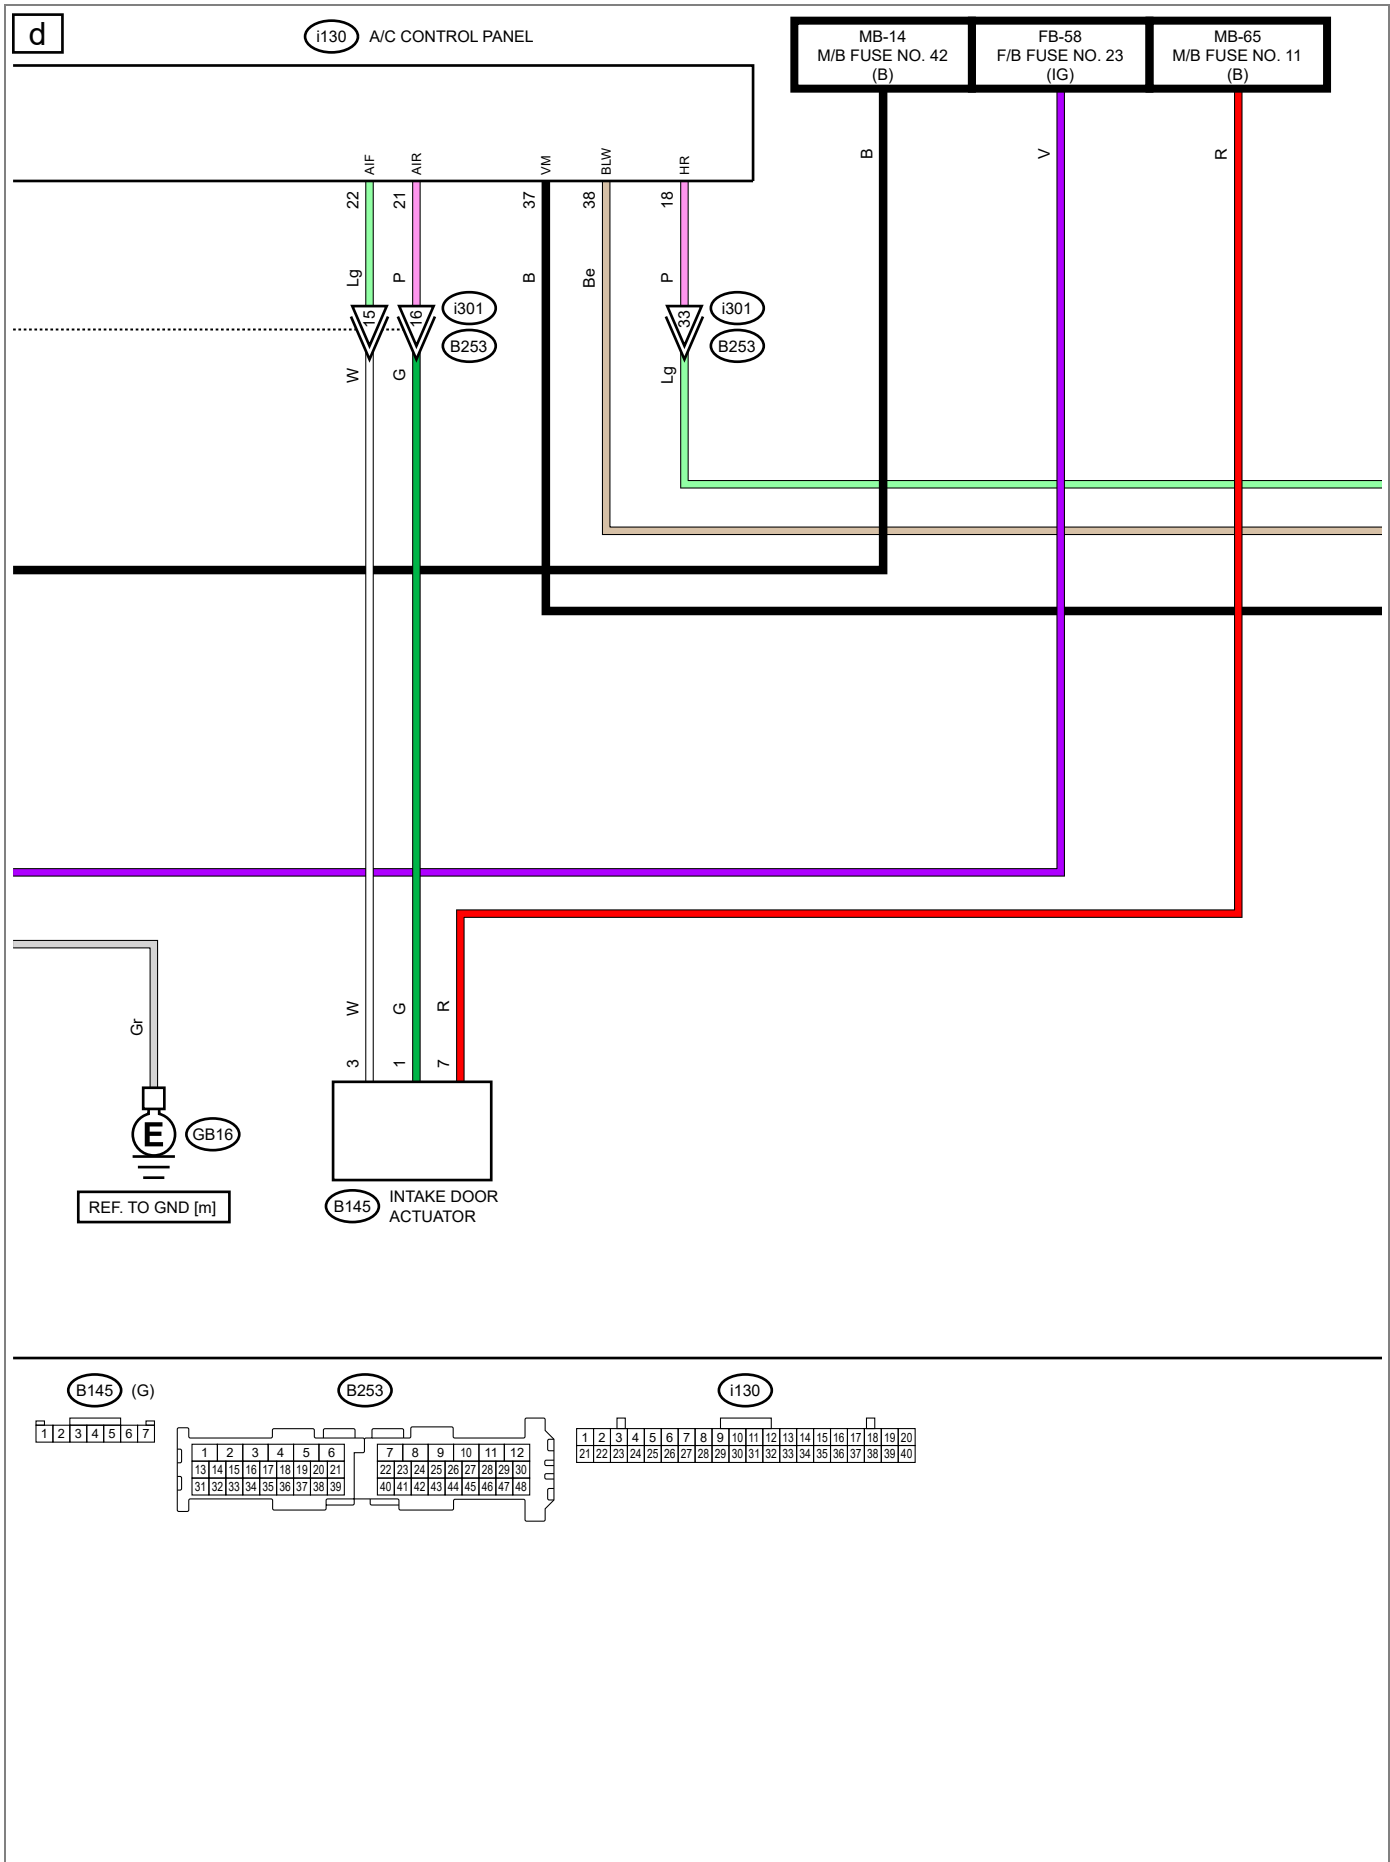 d
i130 A/C CONTROL PANEL
MB-14
M/B FUSE NO. 42
(B)
FB-58
F/B FUSE NO. 23
(IG)
MB-65
M/B FUSE NO. 11
(B)
AIF AIR VM BLW HR
22 21 37 38 18
B V R
Lg P B Be P
15 16 33
i301 i301
B253 B253
W G Lg
W G R
Gr
3 1 7
E
GB16
REF. TO GND [m]
B145 INTAKE DOOR
ACTUATOR
B145 (G)
1 2 3 4 5 6 7
B253
1 2 3 4 5 6 7 8 9 10 11 12
13 14 15 16 17 18 19 20 21 22 23 24 25 26 27 28 29 30
31 32 33 34 35 36 37 38 39 40 41 42 43 44 45 46 47 48
i130
1 2 3 4 5 6 7 8 9 10 11 12 13 14 15 16 17 18 19 20
21 22 23 24 25 26 27 28 29 30 31 32 33 34 35 36 37 38 39 40